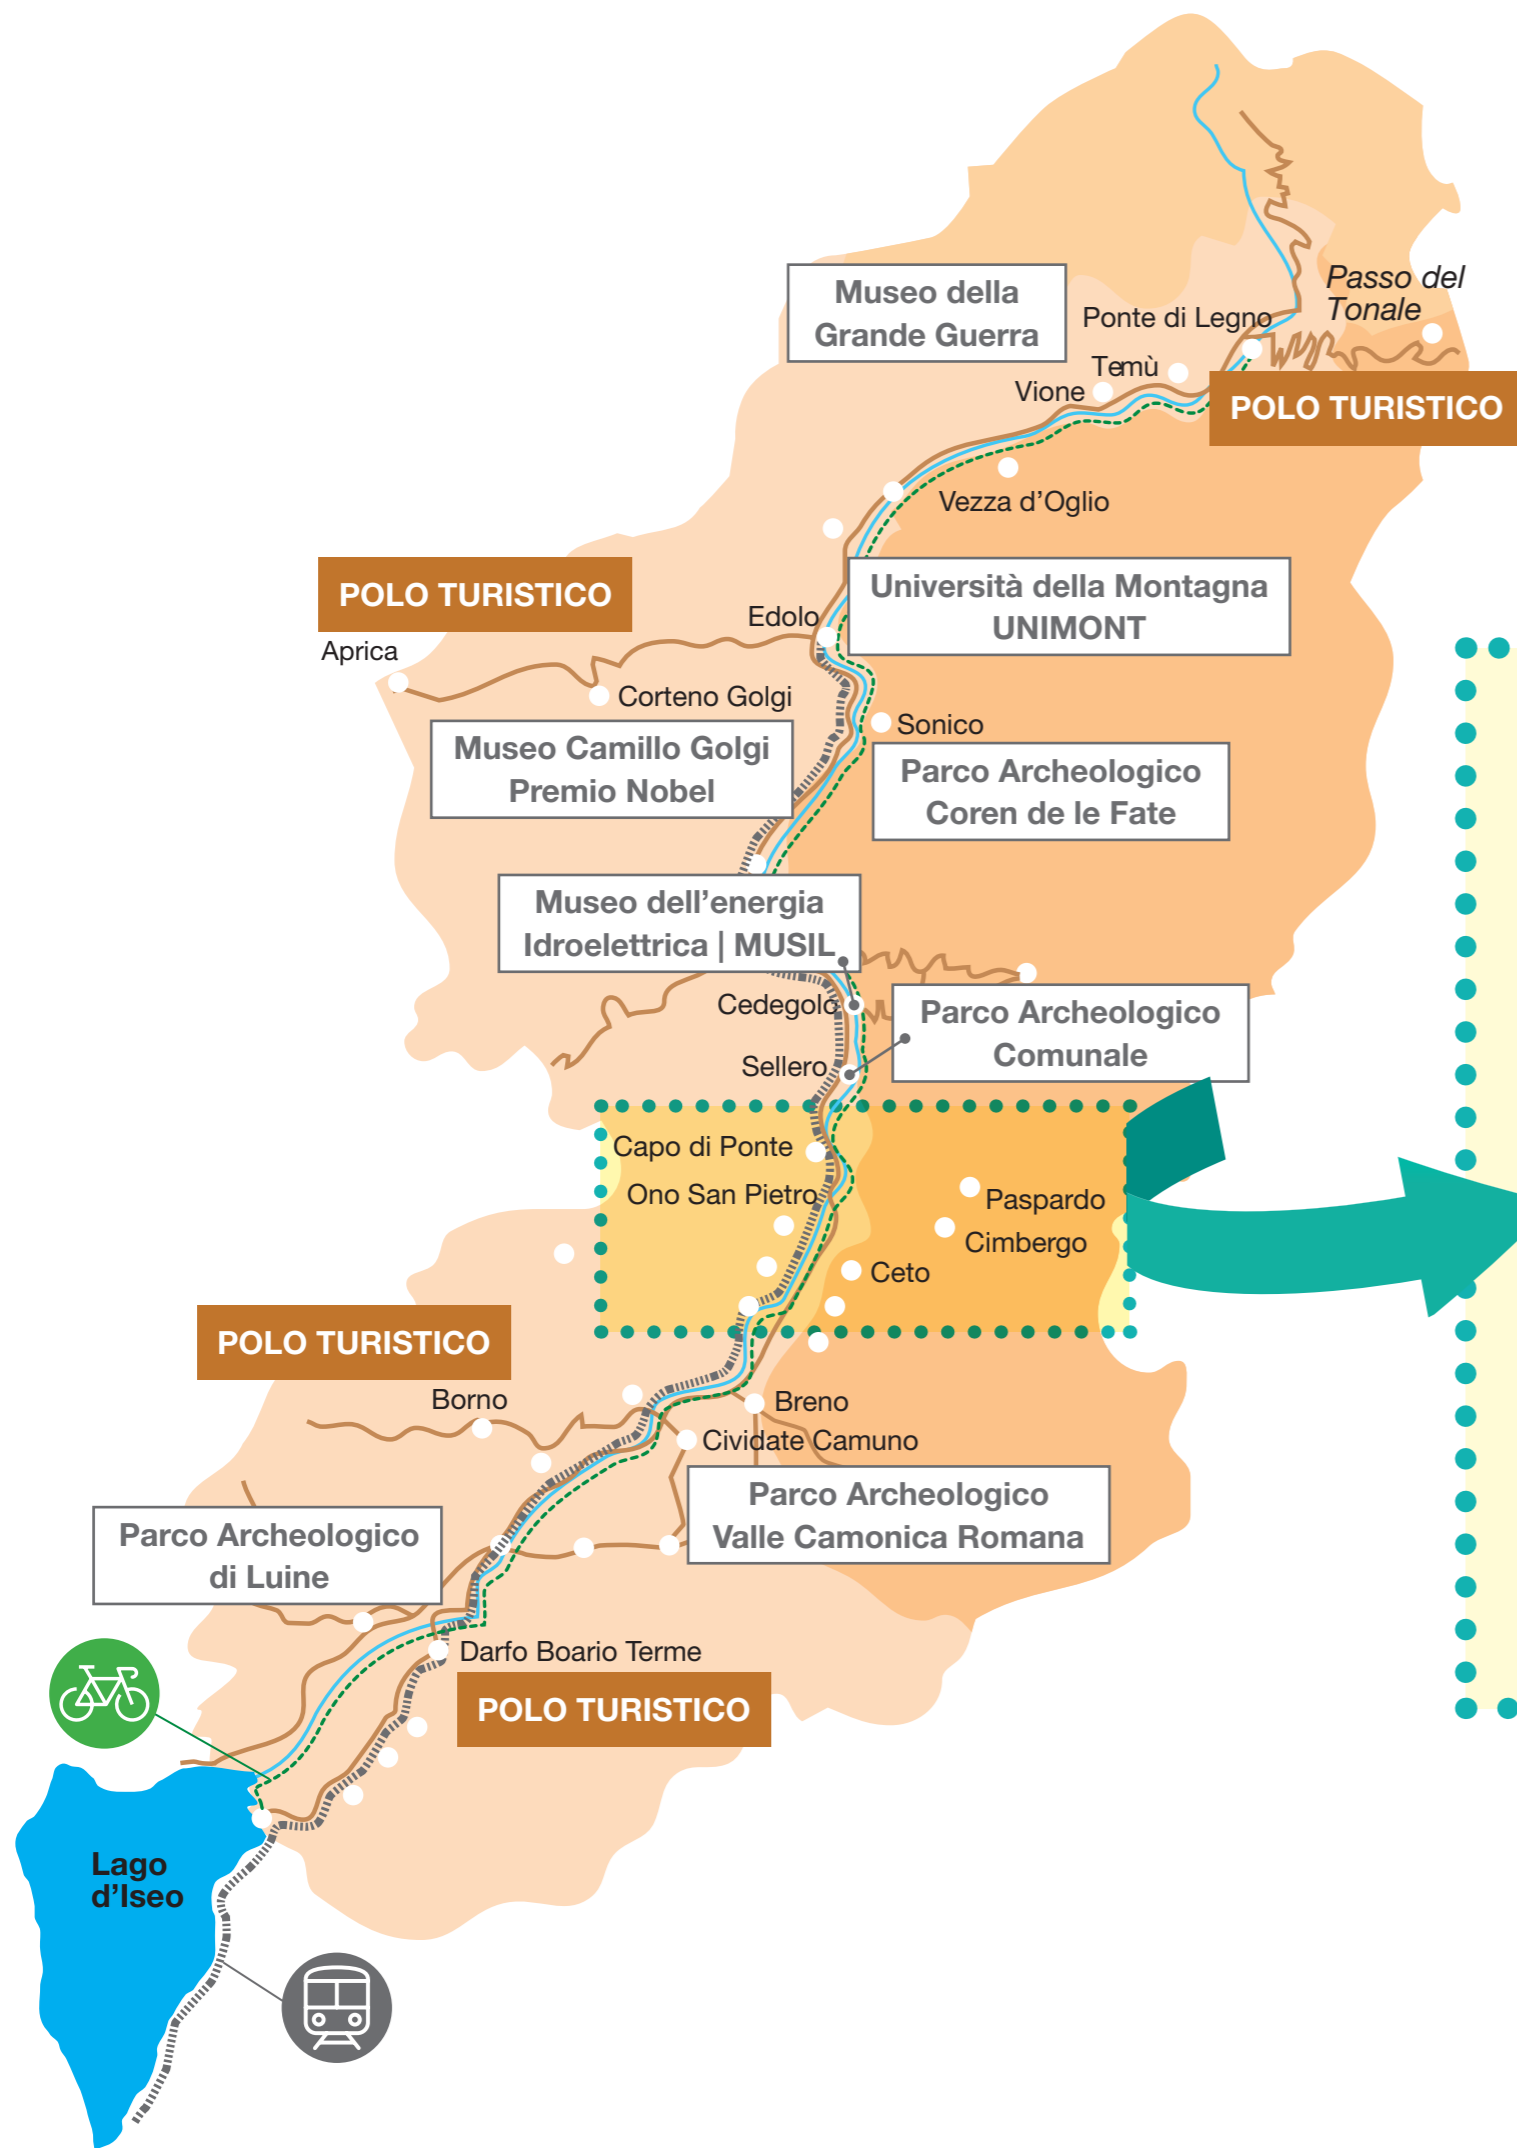 Passo del
Tonale
Museo della
Grande Guerra
Ponte di Legno
Temù
Vione
POLO TURISTICO
Vezza d’Oglio
POLO TURISTICO
Aprica
Edolo
Università della Montagna
UNIMONT
Corteno Golgi
Sonico
Museo Camillo Golgi
Premio Nobel
Parco Archeologico
Coren de le Fate
Museo dell’energia
Idroelettrica | MUSIL
Cedegolo
Parco Archeologico
Comunale
Sellero
Capo di Ponte
Ono San Pietro
Paspardo
Cimbergo
Ceto
POLO TURISTICO
Borno
Breno
Cividate Camuno
Parco Archeologico
Valle Camonica Romana
Parco Archeologico
di Luine
Darfo Boario Terme
POLO TURISTICO
Lago
d’Iseo